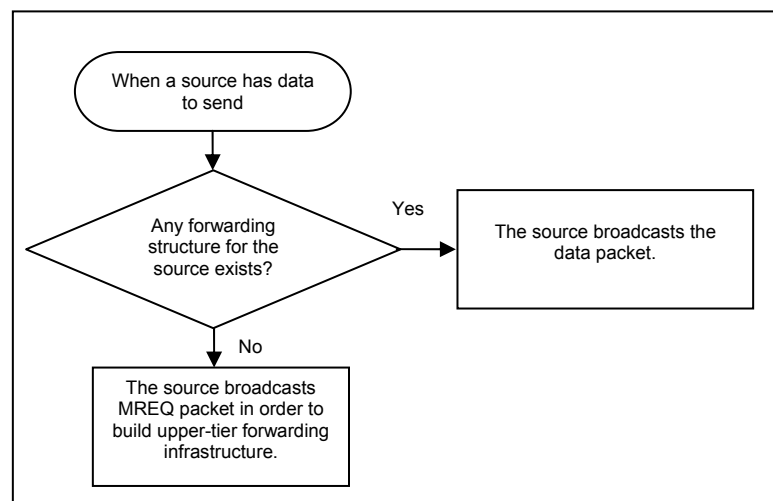 When a source has data
to send
Any forwarding
structure for the
source exists?
Yes
The source broadcasts the
data packet.
No
The source broadcasts
MREQ packet in order to
build upper-tier forwarding
infrastructure.